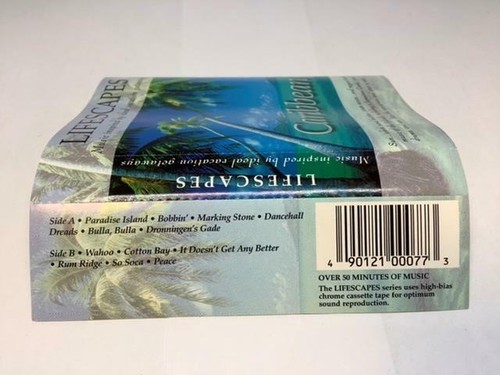 LIFESCAPES
Caribbean
Music inspired by ideal vacation getaways
LIFESCAPES
Side A • Paradise Island • Bobbin' • Marking Stone • Dancehall
Dreads • Bulla, Bulla • Dronningen's Gade
Side B • Wahoo • Cotton Bay • It Doesn't Get Any Better
• Rum Ridge • So Soca • Peace
4 90121 00077 3
OVER 50 MINUTES OF MUSIC
The LIFESCAPES series uses high-bias
chrome cassette tape for optimum
sound reproduction.